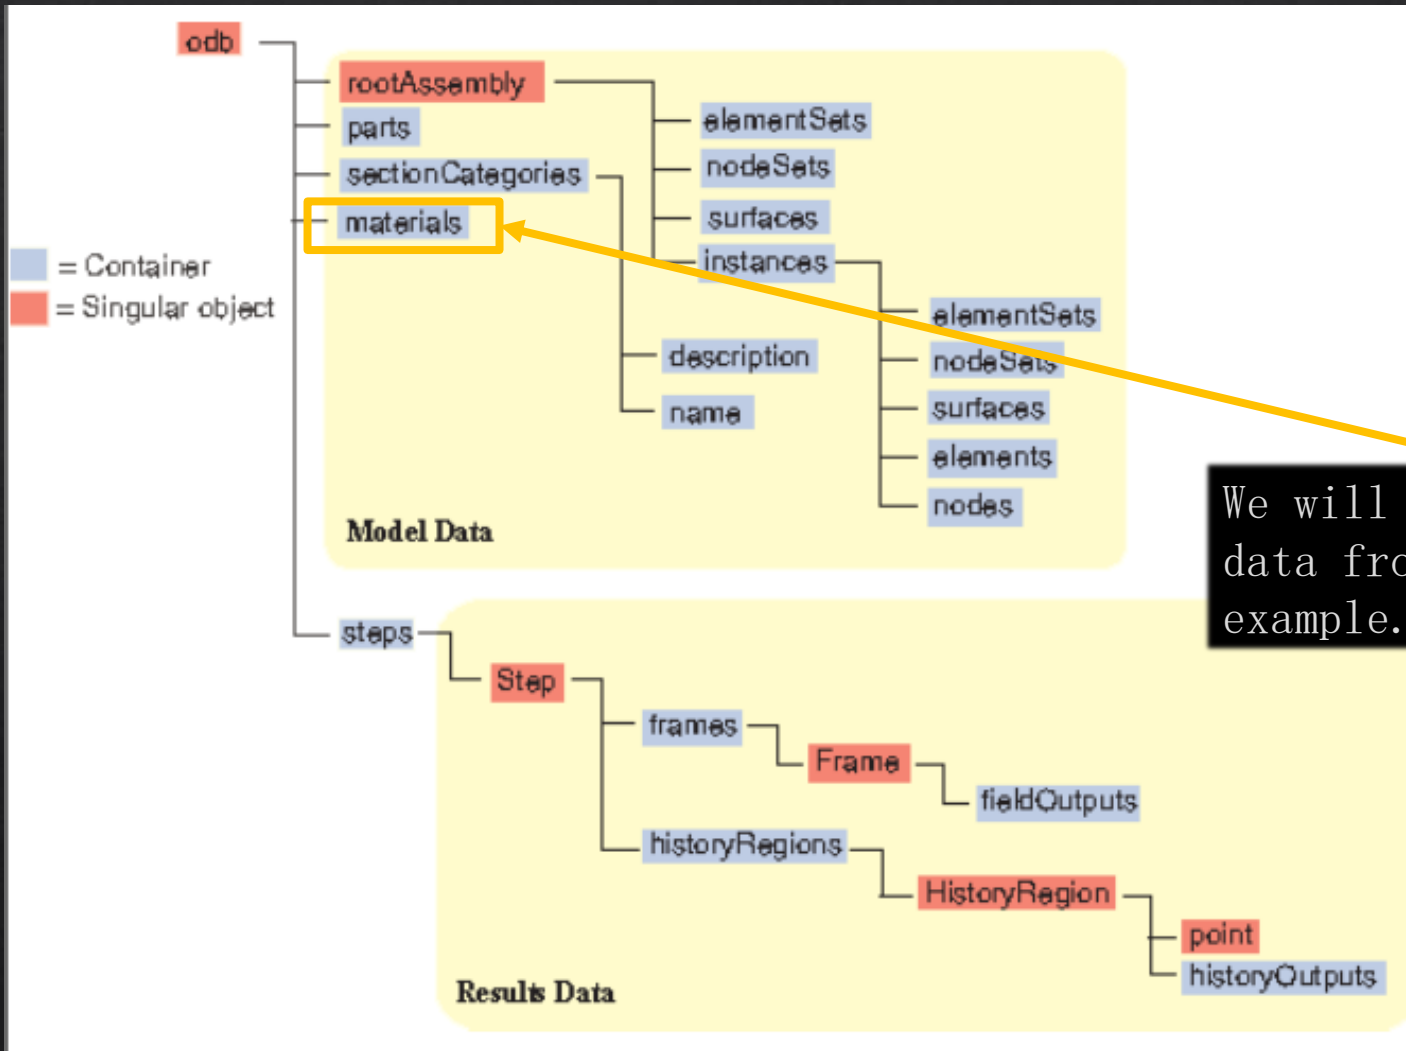 odb
rootAssembly
parts
sectionCategories
materials
elementSets
nodeSets
surfaces
instances
description
name
elementSets
nodeSets
surfaces
elements
nodes
= Container
= Singular object
Model Data
We will
data
example.
steps
Step
frames
Frame
fieldOutputs
historyRegions
HistoryRegion
point
historyOutputs
Results Data